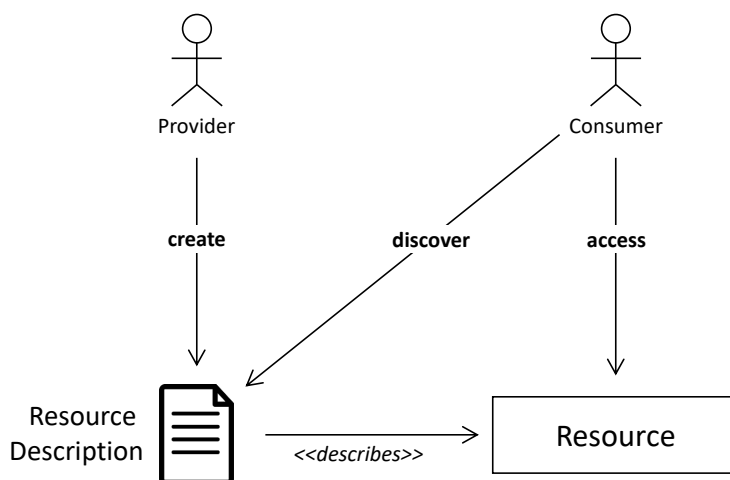 Provider
Consumer
create
discover
access
Resource
Description
<<describes>>
Resource